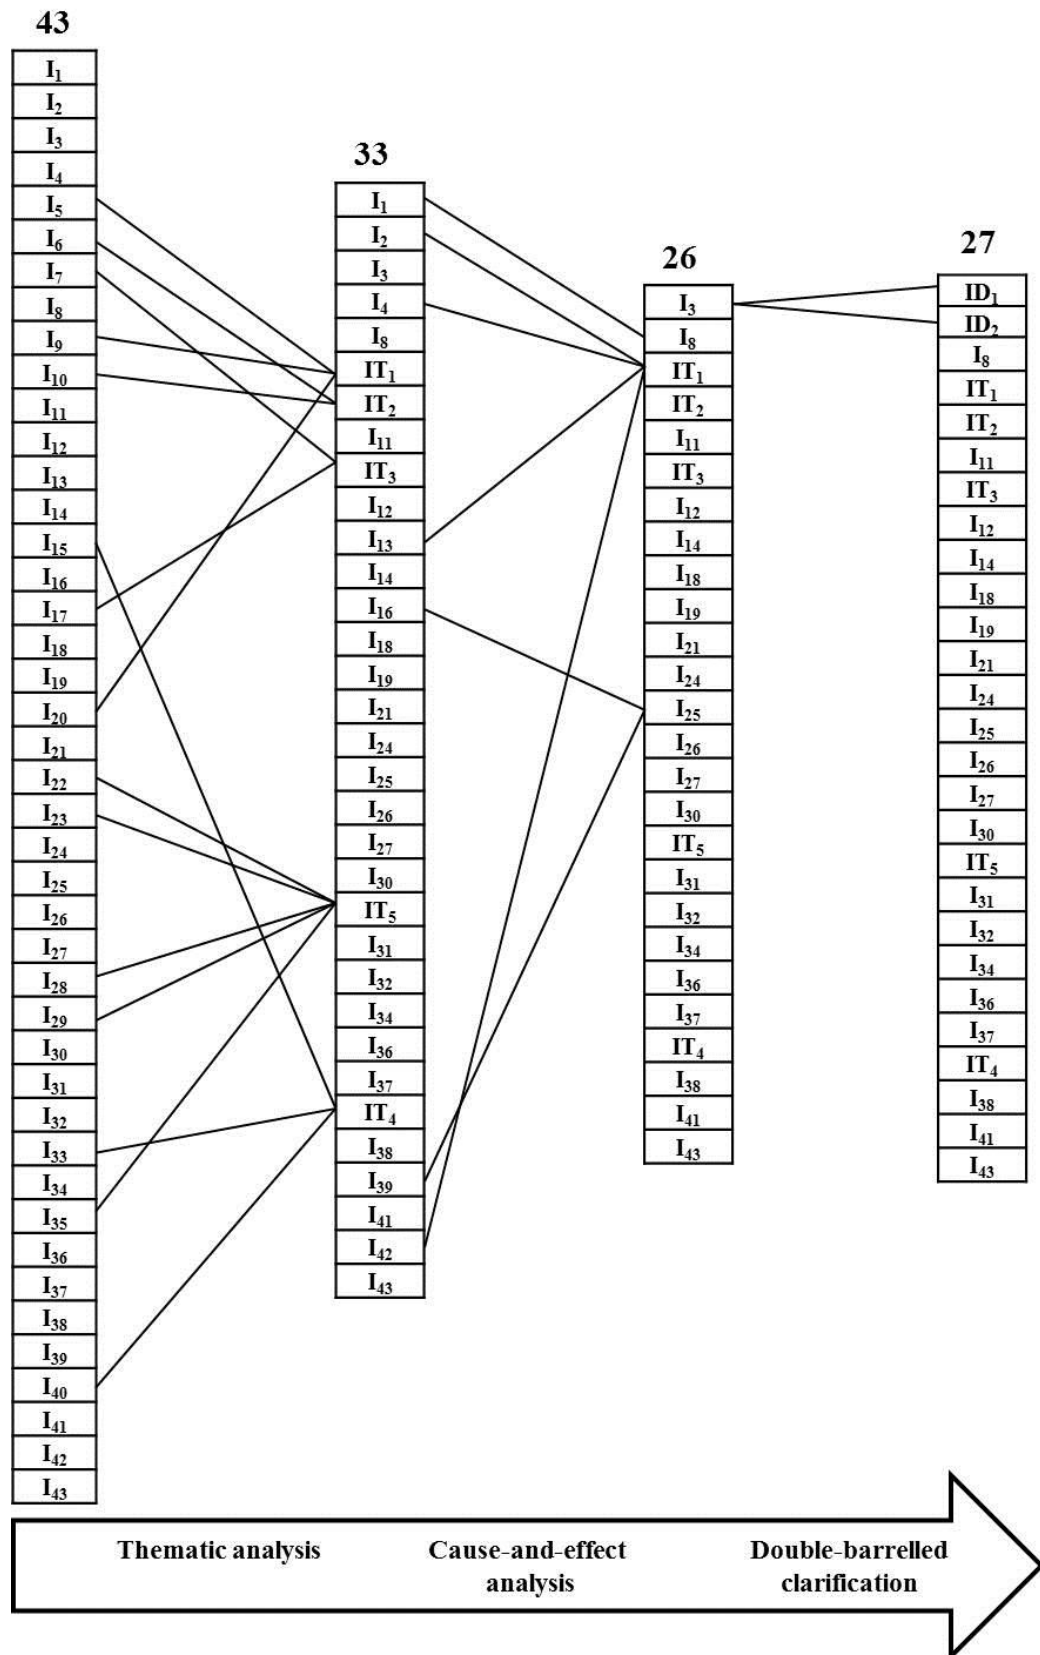 43
I₁
I₂
I₃
I₄
I₅
I₆
I₇
I₈
I₉
I₁₀
I₁₁
I₁₂
I₁₃
I₁₄
I₁₅
I₁₆
I₁₇
I₁₈
I₁₉
I₂₀
I₂₁
I₂₂
I₂₃
I₂₄
I₂₅
I₂₆
I₂₇
I₂₈
I₂₉
I₃₀
I₃₁
I₃₂
I₃₃
I₃₄
I₃₅
I₃₆
I₃₇
I₃₈
I₃₉
I₄₀
I₄₁
I₄₂
I₄₃
33
I₁
I₂
I₃
I₄
I₈
IT₁
IT₂
I₁₁
IT₃
I₁₂
I₁₃
I₁₄
I₁₆
I₁₈
I₁₉
I₂₁
I₂₄
I₂₅
I₂₆
I₂₇
I₃₀
IT₅
I₃₁
I₃₂
I₃₄
I₃₆
I₃₇
IT₄
I₃₈
I₃₉
I₄₁
I₄₂
I₄₃
26
I₃
I₈
IT₁
IT₂
I₁₁
IT₃
I₁₂
I₁₄
I₁₈
I₁₉
I₂₁
I₂₄
I₂₅
I₂₆
I₂₇
I₃₀
IT₅
I₃₁
I₃₂
I₃₄
I₃₆
I₃₇
IT₄
I₃₈
I₄₁
I₄₃
27
ID₁
ID₂
I₈
IT₁
IT₂
I₁₁
IT₃
I₁₂
I₁₄
I₁₈
I₁₉
I₂₁
I₂₄
I₂₅
I₂₆
I₂₇
I₃₀
IT₅
I₃₁
I₃₂
I₃₄
I₃₆
I₃₇
IT₄
I₃₈
I₄₁
I₄₃
Thematic analysis
Cause-and-effect
analysis
Double-barrelled
clarification